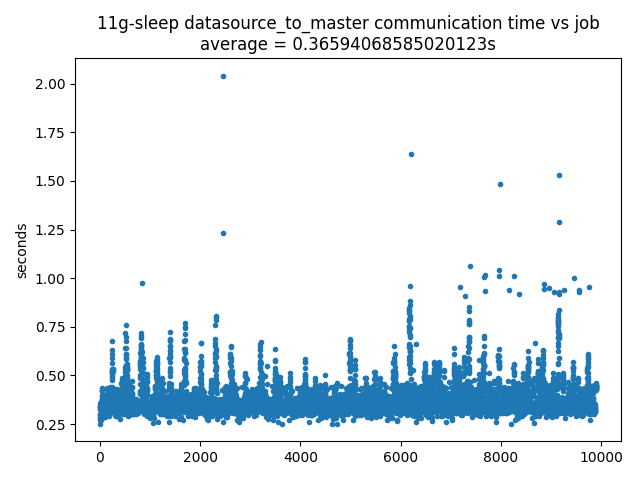 11g-sleep datasource_to_master communication time vs job
average = 0.36594068585020123s
2.00
1.75
1.50
1.25
1.00
0.75
0.50
0.25
seconds
0 2000 4000 6000 8000 10000